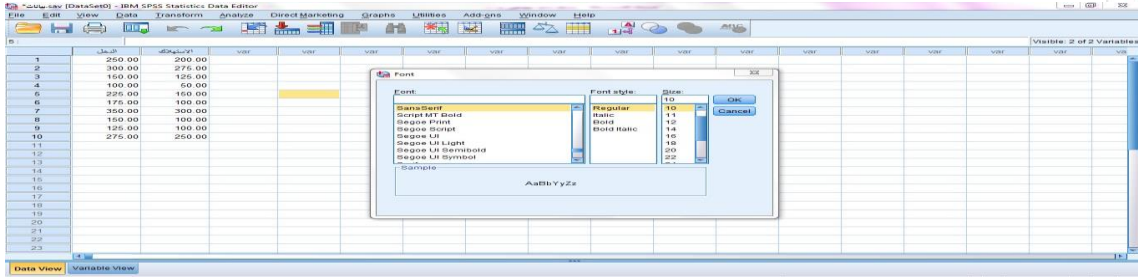 *بيانات.sav [DataSet0] - IBM SPSS Statistics Data Editor
File Edit View Data Transform Analyze Direct Marketing Graphs Utilities Add-ons Window Help
5 :
Visible: 2 of 2 Variables
الدخل الاستهلاك var var var var var var var var var var var var va
1 250.00 200.00
2 300.00 275.00
3 150.00 125.00
4 100.00 50.00
5 225.00 150.00
6 175.00 100.00
7 350.00 300.00
8 150.00 100.00
9 125.00 100.00
10 275.00 250.00
11
12
13
14
15
16
17
18
19
20
21
22
23
Font
Font: Font style: Size:
10
OK
Cancel
SansSerif Regular 10
Script MT Bold Italic 11
Segoe Print Bold 12
Segoe Script Bold Italic 14
Segoe UI 16
Segoe UI Light 18
Segoe UI Semibold 20
Segoe UI Symbol 22
Sample
AaBbYyZz
Data View Variable View